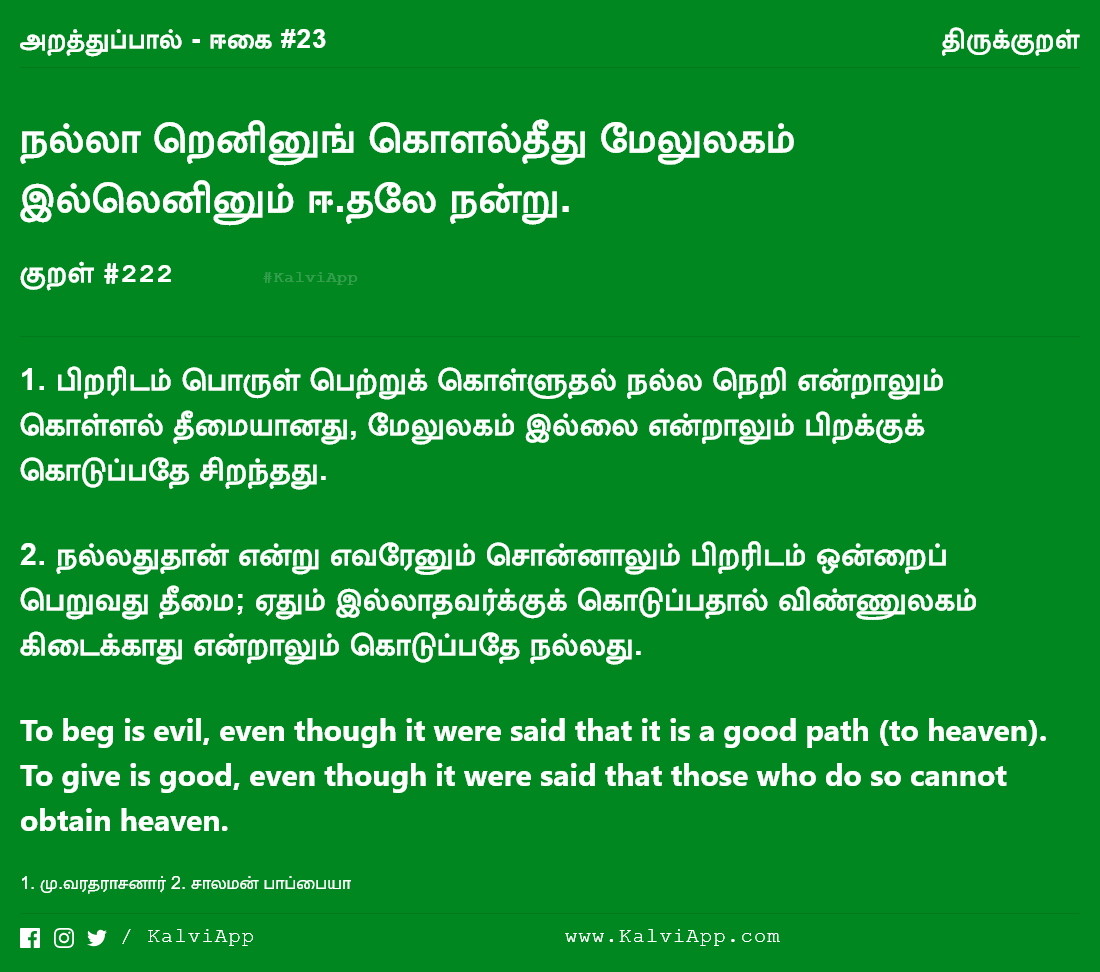 அறத்துப்பால் - ஈகை #23
திருக்குறள்
நல்லா றெனினுங் கொளல்தீது மேலுலகம்
இல்லெனினும் ஈ.தலே நன்று.
குறள் #222
#KalviApp
1. பிறரிடம் பொருள் பெற்றுக் கொள்ளுதல் நல்ல நெறி என்றாலும்
கொள்ளல் தீமையானது, மேலுலகம் இல்லை என்றாலும் பிறக்குக்
கொடுப்பதே சிறந்தது.
2. நல்லதுதான் என்று எவரேனும் சொன்னாலும் பிறரிடம் ஒன்றைப்
பெறுவது தீமை; ஏதும் இல்லாதவர்க்குக் கொடுப்பதால் விண்ணுலகம்
கிடைக்காது என்றாலும் கொடுப்பதே நல்லது.
To beg is evil, even though it were said that it is a good path (to heaven).
To give is good, even though it were said that those who do so cannot
obtain heaven.
1. மு.வரதராசனார் 2. சாலமன் பாப்பையா
/ KalviApp
www.KalviApp.com